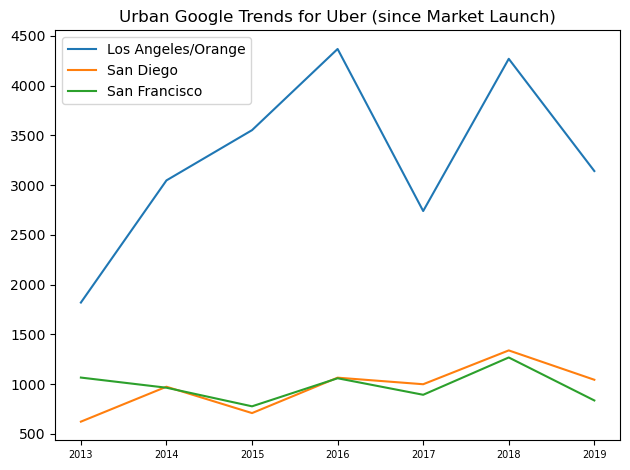 Urban Google Trends for Uber (since Market Launch)
Los Angeles/Orange
San Diego
San Francisco
4500
4000
3500
3000
2500
2000
1500
1000
500
2013 2014 2015 2016 2017 2018 2019